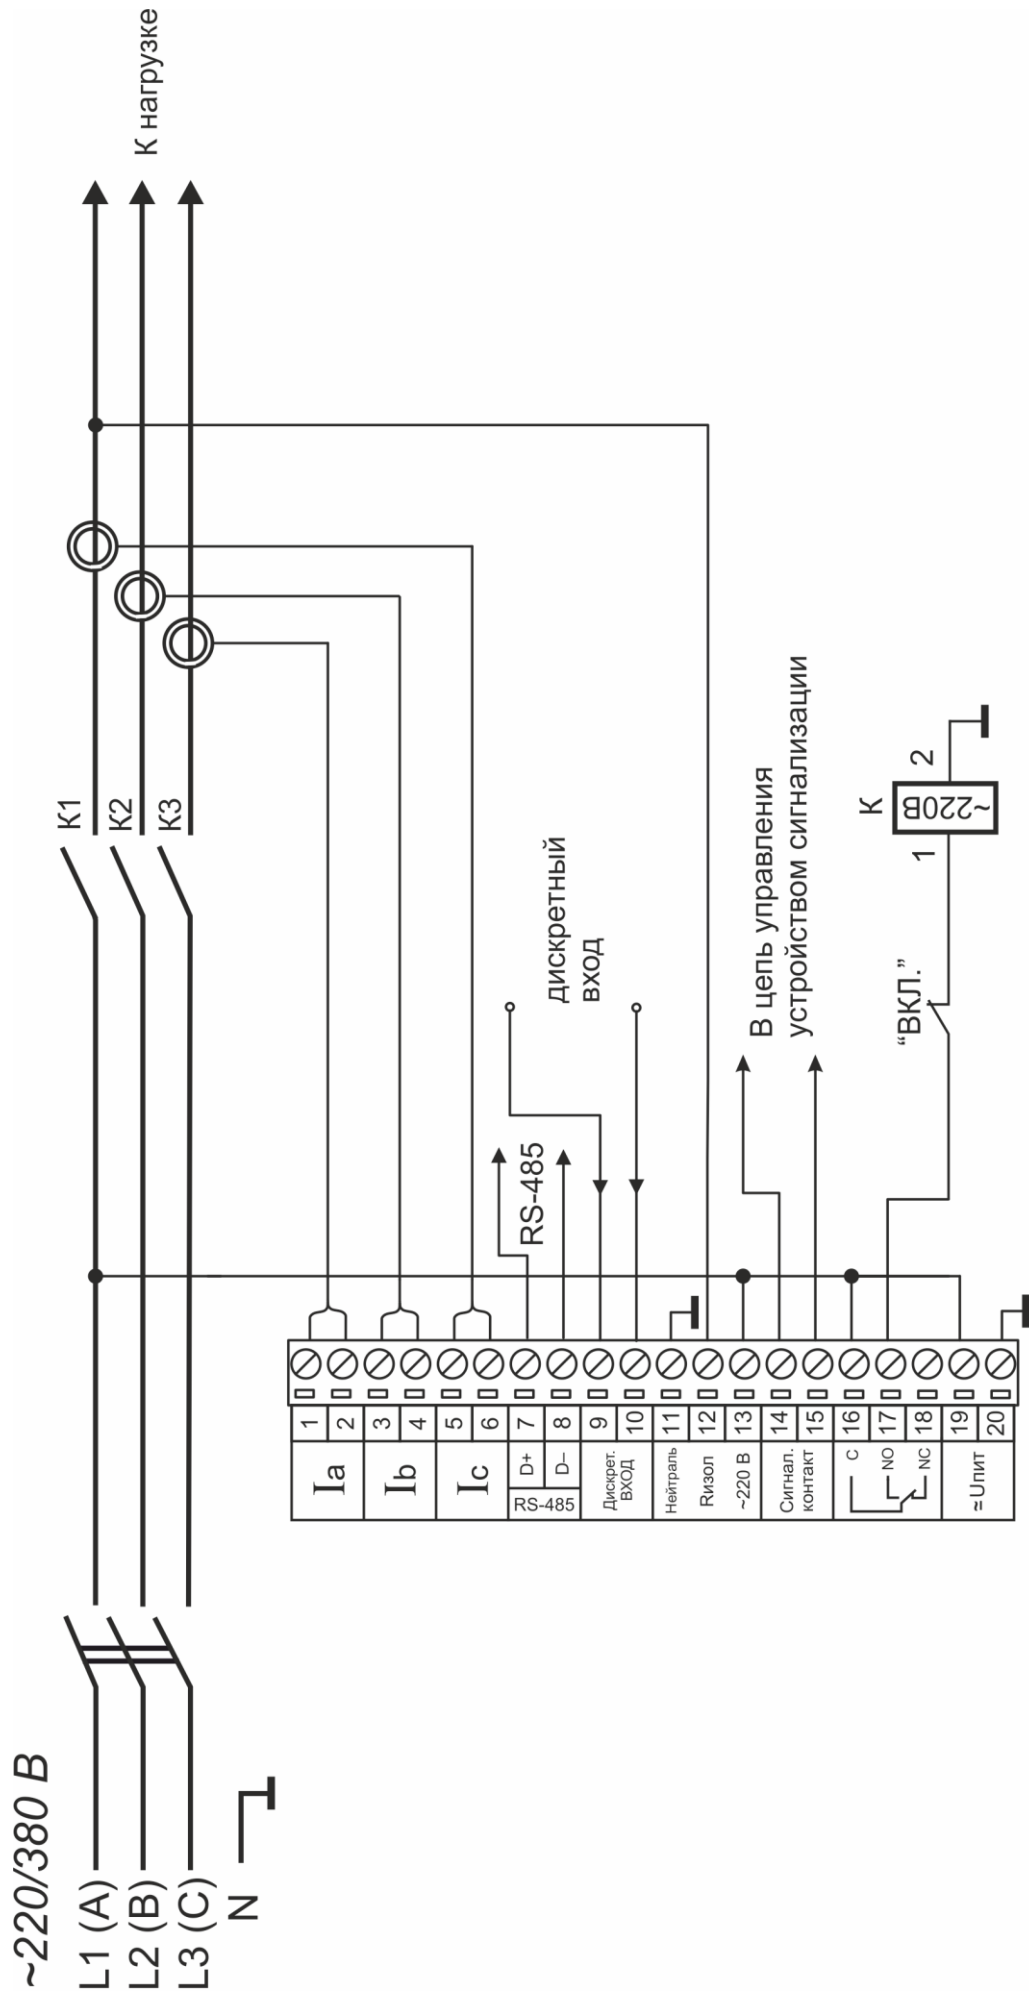 ~220/380 В
L1 (A)
L2 (B)
L3 (C)
N
К1
К2
К3
К нагрузке
RS-485
дискретный
вход
В цепь управления
устройством сигнализации
“ВКЛ.”
К
1
~220В
2
1
2
3
4
5
6
7
8
9
10
11
12
13
14
15
16
17
18
19
20
Ia
Ib
Ic
D+
D–
RS-485
Дискрет.
ВХОД
Нейтраль
Rизол
~220 В
Сигнал.
контакт
C
NO
NC
≂ Uпит